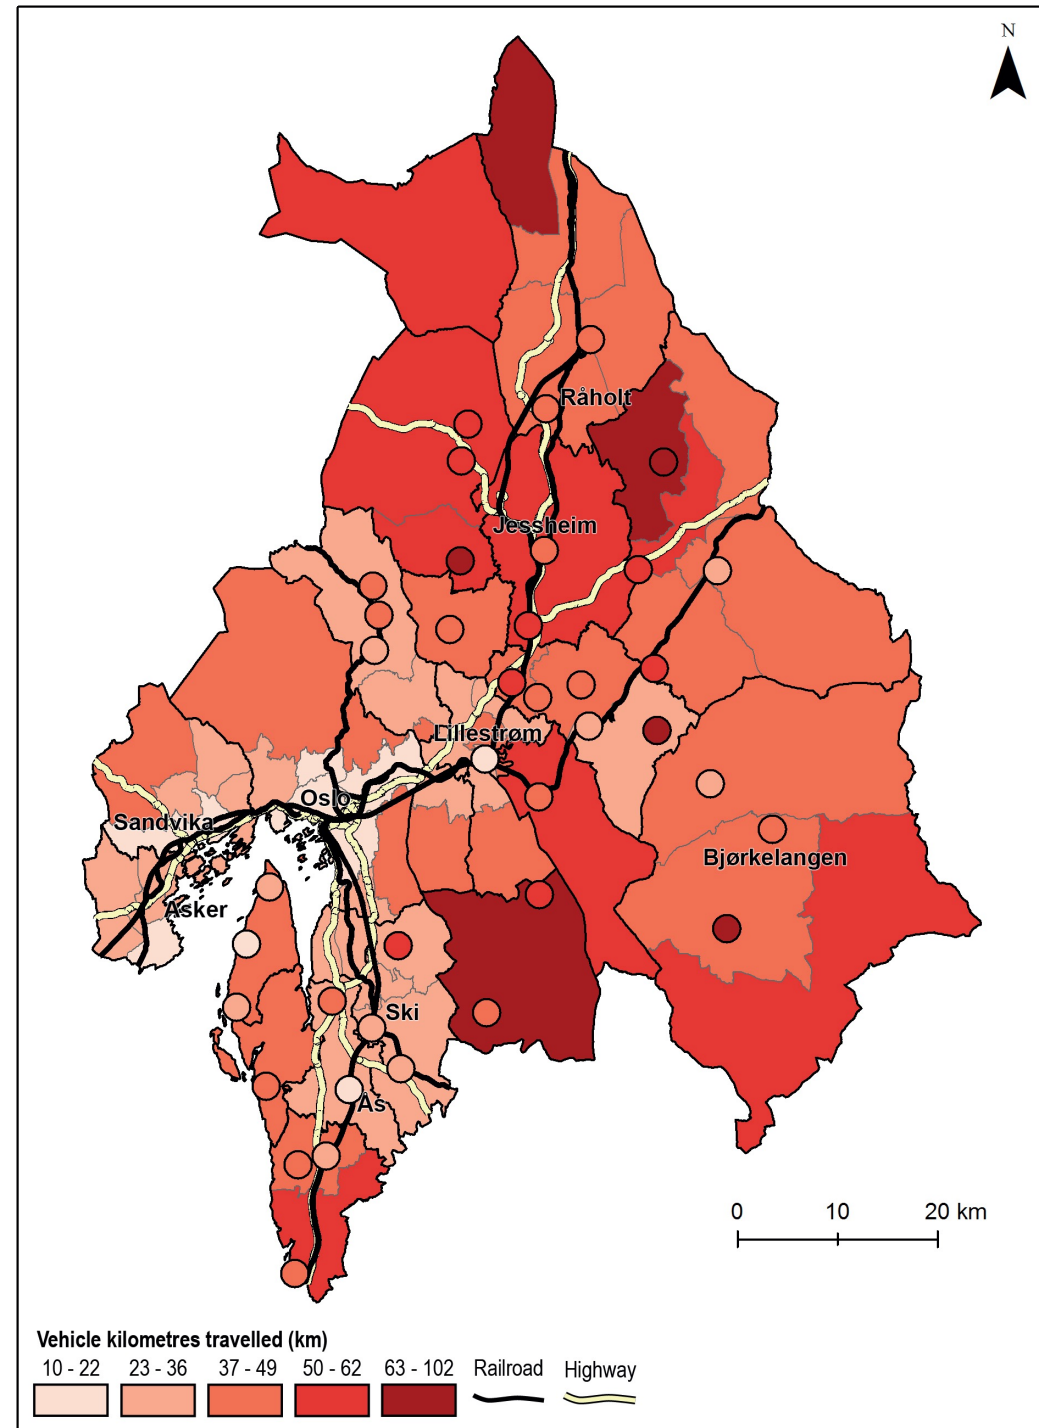 N
Råholt
Jessheim
Lillestrøm
Oslo
Sandvika
Bjørkelangen
Asker
Ski
Ås
0 10 20 km
Vehicle kilometres travelled (km)
10 - 22 23 - 36 37 - 49 50 - 62 63 - 102 Railroad Highway